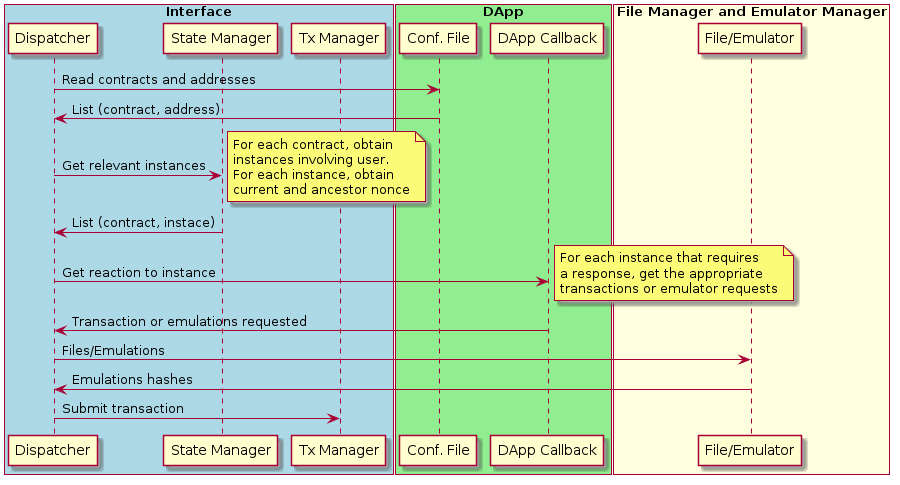 Interface
DApp
File Manager and Emulator Manager
Dispatcher
State Manager
Tx Manager
Conf. File
DApp Callback
File/Emulator
Read contracts and addresses
List (contract, address)
For each contract, obtain
instances involving user.
For each instance, obtain
current and ancestor nonce
Get relevant instances
List (contract, instace)
For each instance that requires
a response, get the appropriate
transactions or emulator requests
Get reaction to instance
Transaction or emulations requested
Files/Emulations
Emulations hashes
Submit transaction
Dispatcher
State Manager
Tx Manager
Conf. File
DApp Callback
File/Emulator